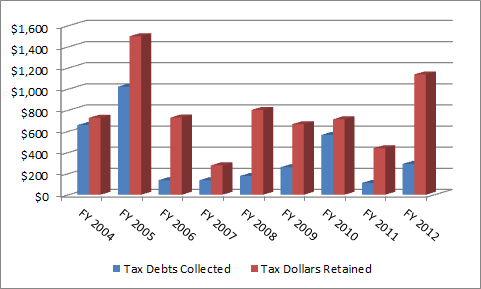 $1,600
$1,400
$1,200
$1,000
$800
$600
$400
$200
$0
FY 2004
FY 2005
FY 2006
FY 2007
FY 2008
FY 2009
FY 2010
FY 2011
FY 2012
Tax Debts Collected
Tax Dollars Retained